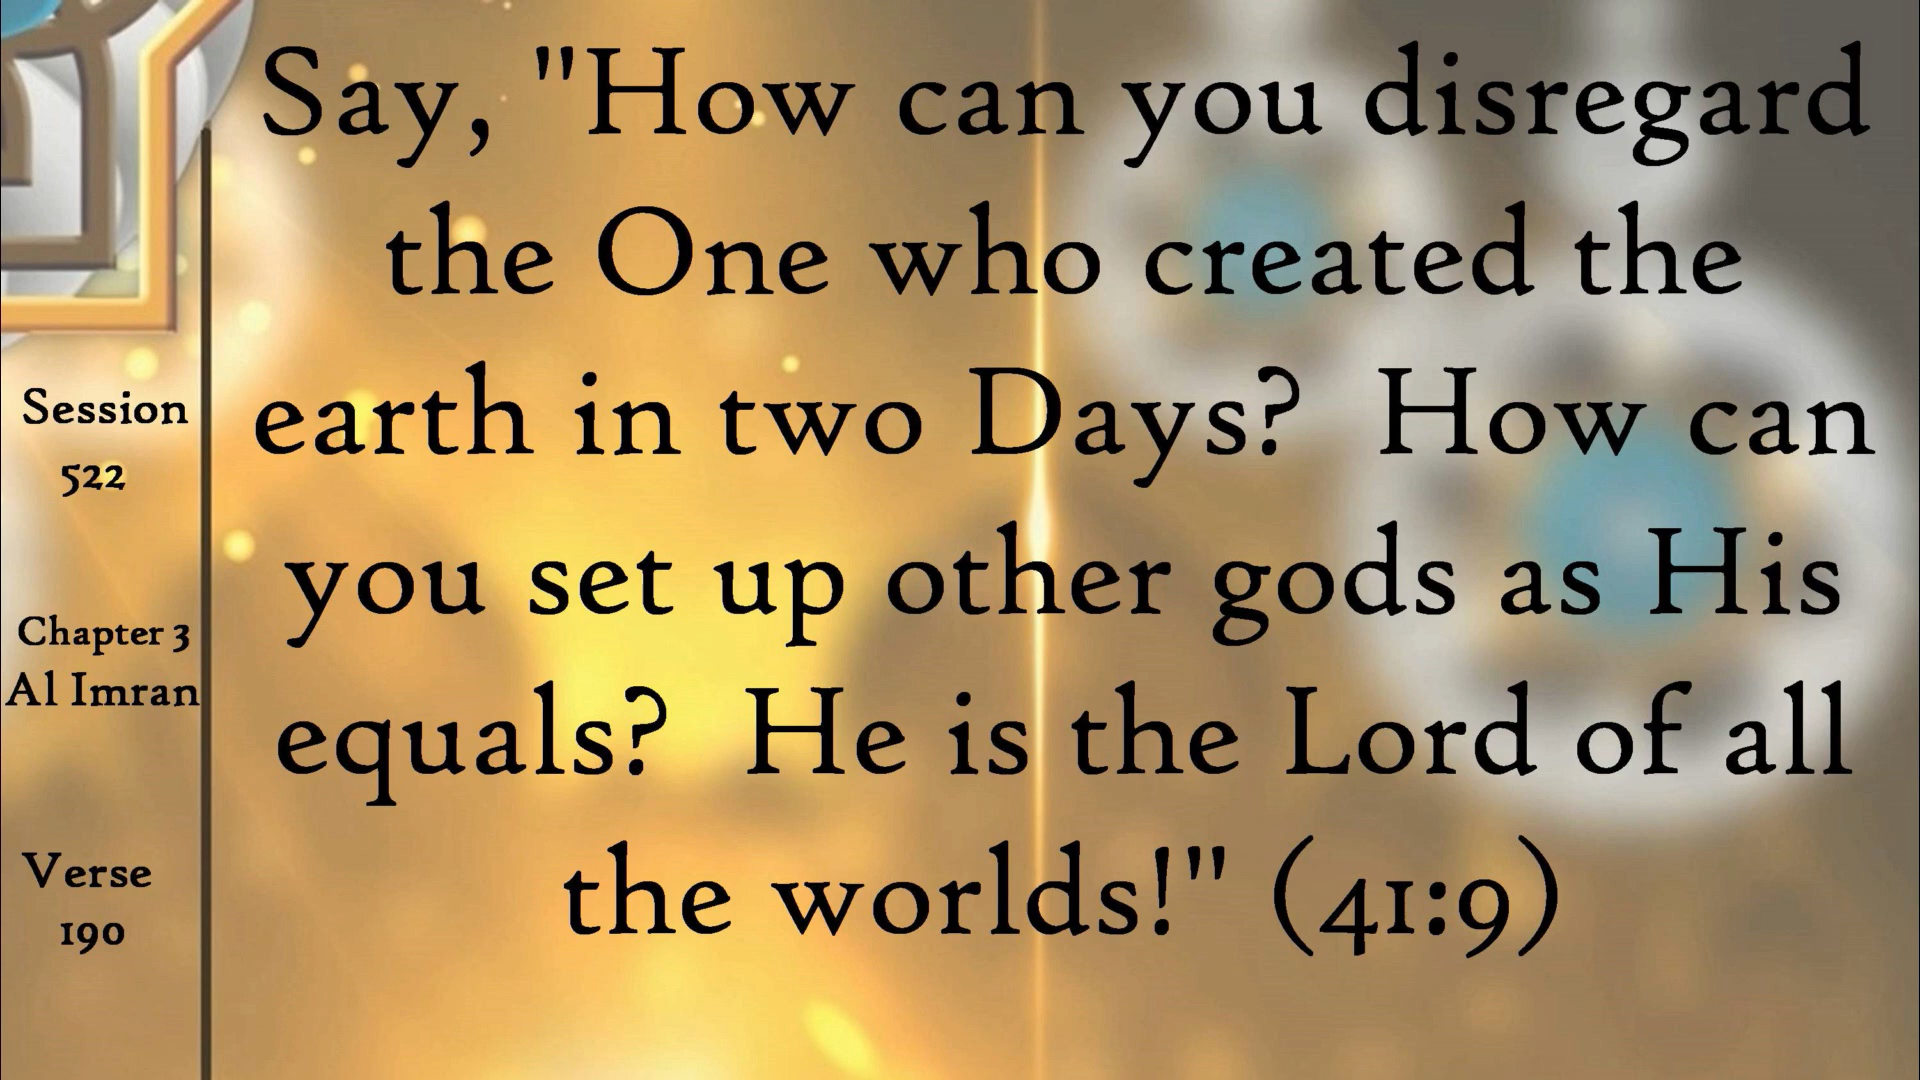 Say, "How can you disregard
the One who created the
earth in two Days?  How can
you set up other gods as His
equals?  He is the Lord of all
the worlds!" (41:9)
Session
522
Chapter 3
Al Imran
Verse
190